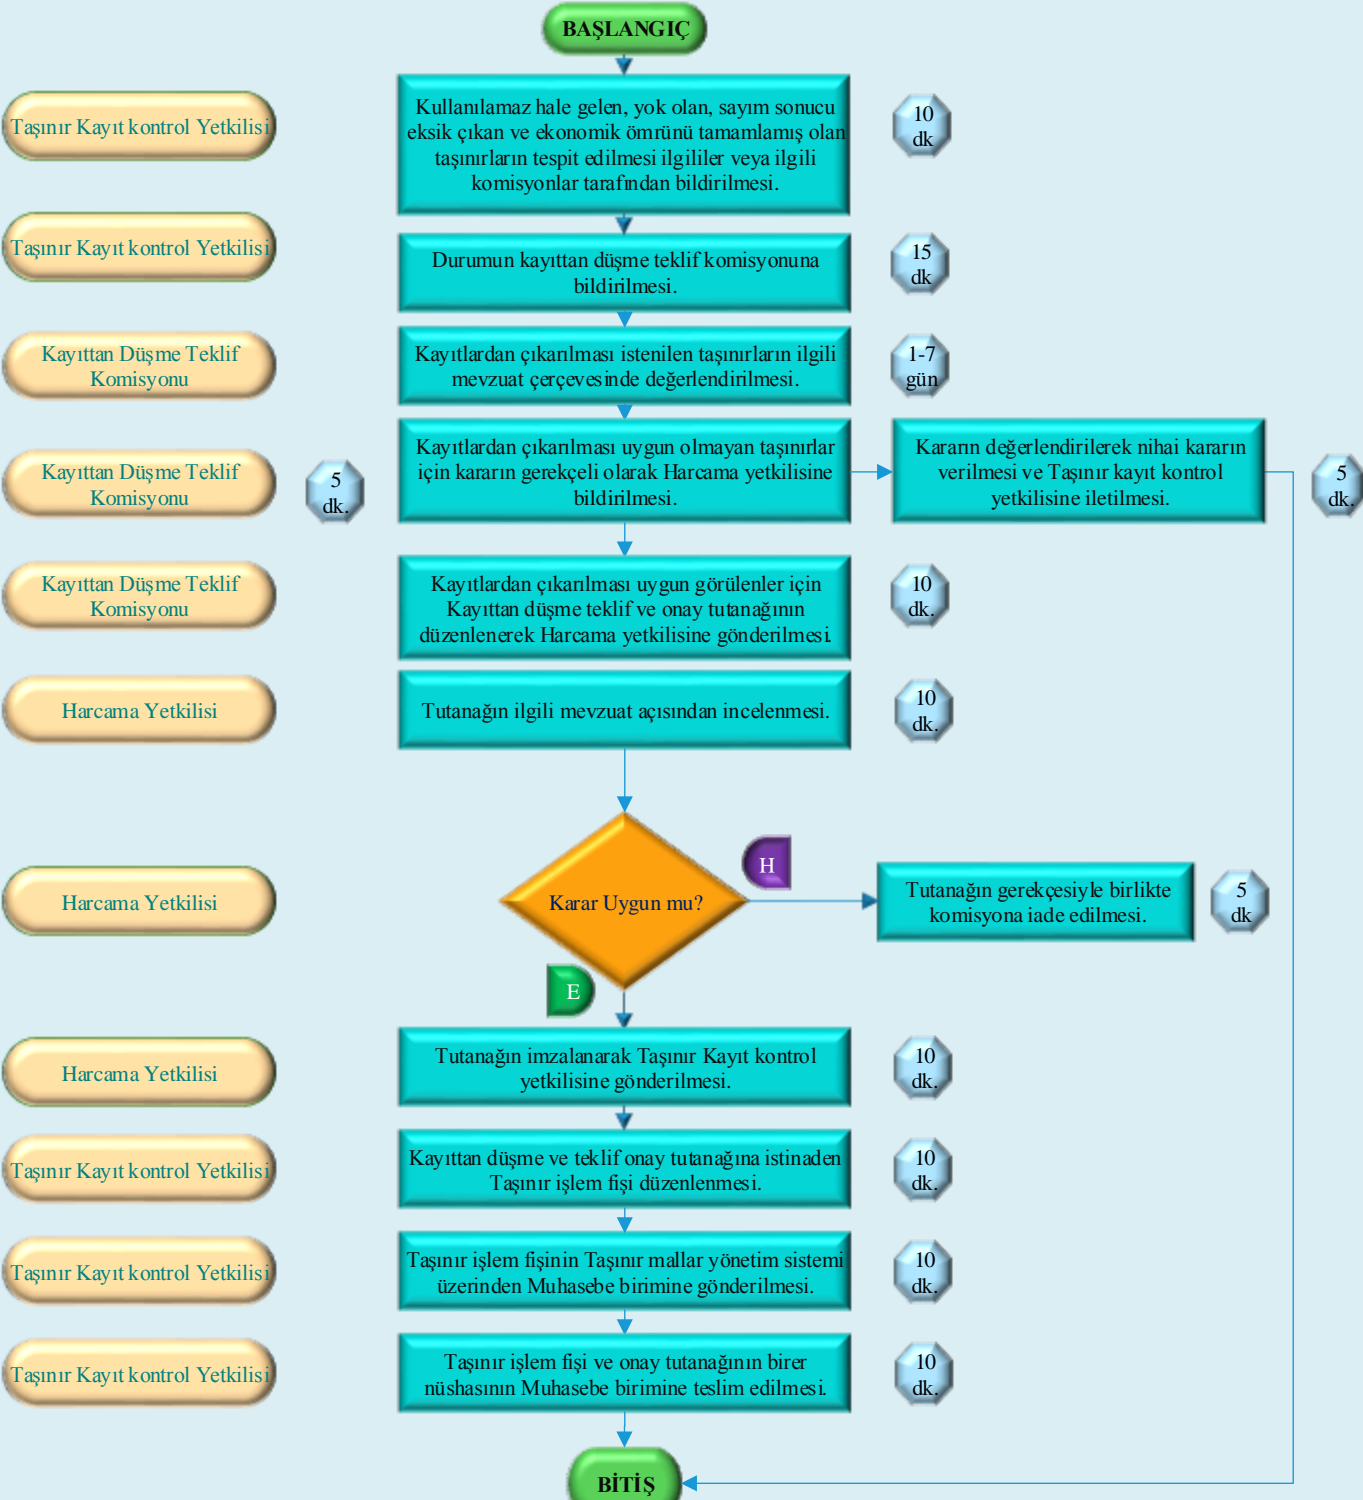 BAŞLANGIÇ
Taşınır Kayıt kontrol Yetkilisi
Kullanılamaz hale gelen, yok olan, sayım sonucu
eksik çıkan ve ekonomik ömrünü tamamlamış olan
taşınırların tespit edilmesi ilgililer veya ilgili
komisyonlar tarafından bildirilmesi.
10
dk
Taşınır Kayıt kontrol Yetkilisi
Durumun kayıttan düşme teklif komisyonuna
bildirilmesi.
15
dk
Kayıttan Düşme Teklif
Komisyonu
Kayıtlardan çıkarılması istenilen taşınırların ilgili
mevzuat çerçevesinde değerlendirilmesi.
1-7
gün
Kayıttan Düşme Teklif
Komisyonu
5
dk.
Kayıtlardan çıkarılması uygun olmayan taşınırlar
için kararın gerekçeli olarak Harcama yetkilisine
bildirilmesi.
Kararın değerlendirilerek nihai kararın
verilmesi ve Taşınır kayıt kontrol
yetkilisine iletilmesi.
5
dk.
Kayıttan Düşme Teklif
Komisyonu
Kayıtlardan çıkarılması uygun görülenler için
Kayıttan düşme teklif ve onay tutanağının
düzenlenerek Harcama yetkilisine gönderilmesi.
10
dk.
Harcama Yetkilisi
Tutanağın ilgili mevzuat açısından incelenmesi.
10
dk.
Harcama Yetkilisi
Karar Uygun mu?
H
Tutanağın gerekçesiyle birlikte
komisyona iade edilmesi.
5
dk
E
Harcama Yetkilisi
Tutanağın imzalanarak Taşınır Kayıt kontrol
yetkilisine gönderilmesi.
10
dk.
Taşınır Kayıt kontrol Yetkilisi
Kayıttan düşme ve teklif onay tutanağına istinaden
Taşınır işlem fişi düzenlenmesi.
10
dk.
Taşınır Kayıt kontrol Yetkilisi
Taşınır işlem fişinin Taşınır mallar yönetim sistemi
üzerinden Muhasebe birimine gönderilmesi.
10
dk.
Taşınır Kayıt kontrol Yetkilisi
Taşınır işlem fişi ve onay tutanağının birer
nüshasının Muhasebe birimine teslim edilmesi.
10
dk.
BİTİŞ